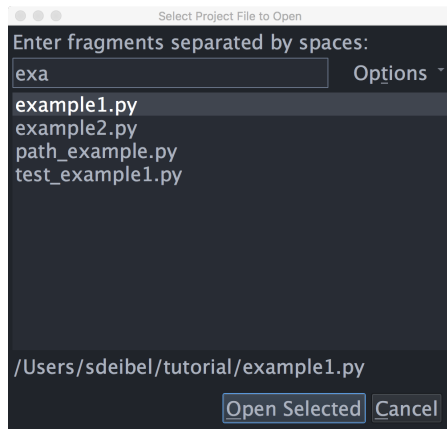 Select Project File to Open
Enter fragments separated by spaces:
exa Options
example1.py
example2.py
path_example.py
test_example1.py
/Users/sdeibel/tutorial/example1.py
Open Selected Cancel